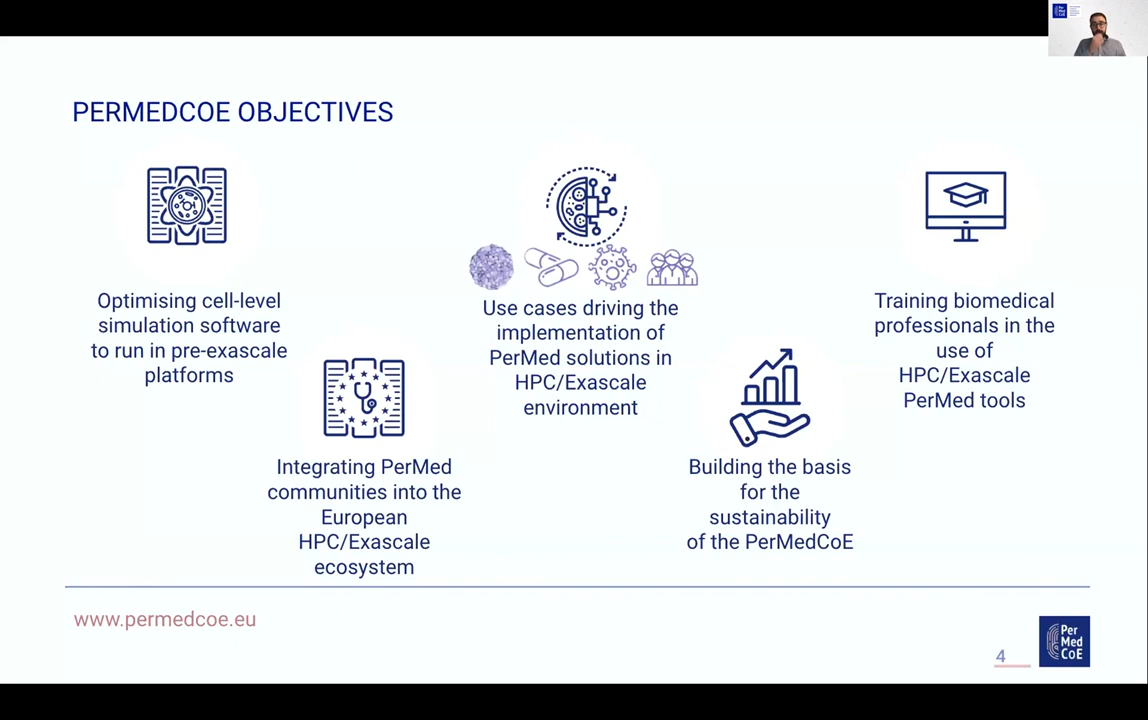 Per
Med
CoE
PERMEDCOE OBJECTIVES
Optimising cell-level
simulation software
to run in pre-exascale
platforms
Integrating PerMed
communities into the
European
HPC/Exascale
ecosystem
Use cases driving the
implementation of
PerMed solutions in
HPC/Exascale
environment
Building the basis
for the
sustainability
of the PerMedCoE
Training biomedical
professionals in the
use of
HPC/Exascale
PerMed tools
www.permedcoe.eu
4
Per
Med
CoE